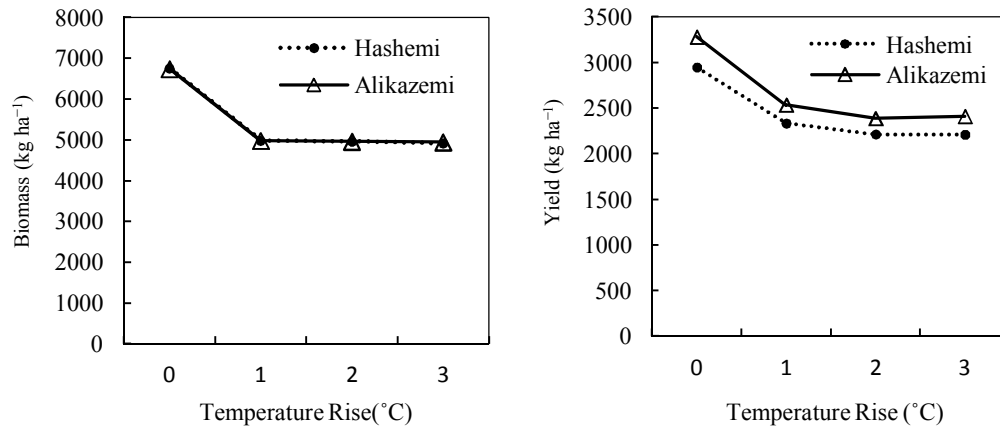 8000
7000
6000
5000
4000
3000
2000
1000
0
Biomass (kg ha⁻¹)
Hashemi
Alikazemi
0 1 2 3
Temperature Rise(˚C)
3500
3000
2500
2000
1500
1000
500
0
Yield (kg ha⁻¹)
Hashemi
Alikazemi
0 1 2 3
Temperature Rise (˚C)